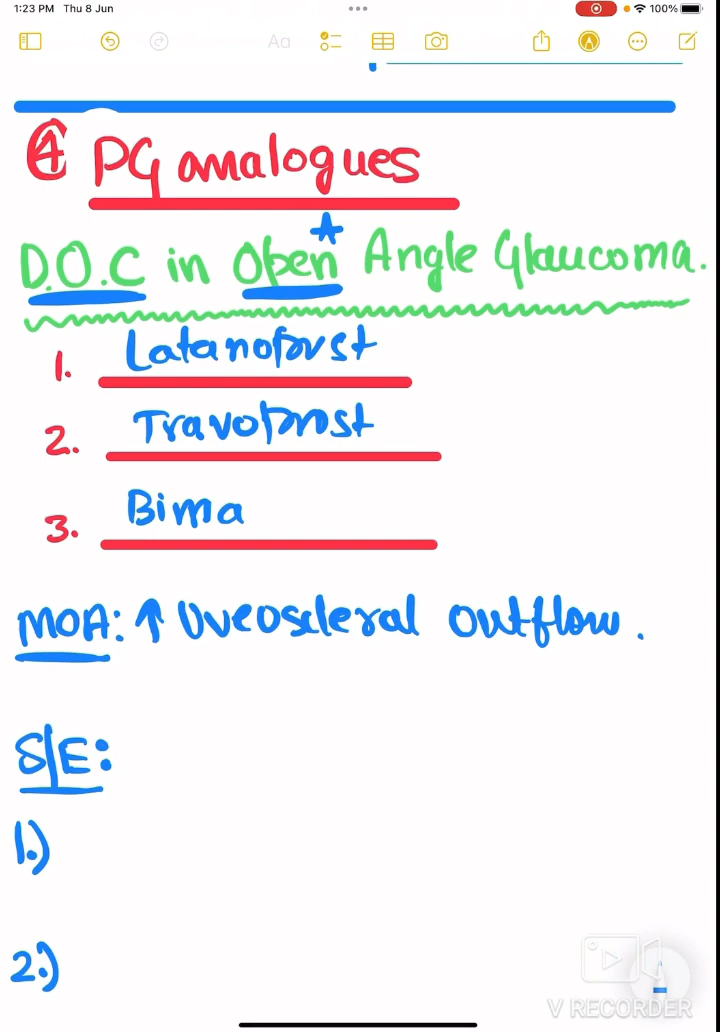 1:23 PM Thu 8 Jun
100%
Aa
4 PG analogues
D.O.C in Open Angle Glaucoma.
1. Latanoprst
2. Travoprost
3. Bima
MOA: ↑ Uveoscleral outflow.
S/E:
1.)
2.)
V RECORDER